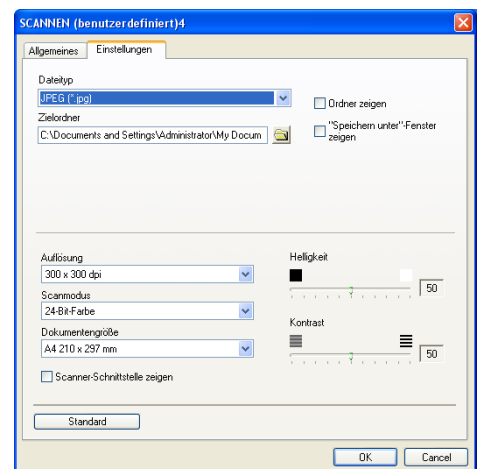 SCANNEN (benutzerdefiniert)4
Allgemeines
Einstellungen
Dateityp
JPEG (*.jpg)
Zielordner
C:\Documents and Settings\Administrator\My Docum
Ordner zeigen
"Speichern unter"-Fenster
zeigen
Auflösung
300 x 300 dpi
Scanmodus
24-Bit-Farbe
Dokumentengröße
A4 210 x 297 mm
Scanner-Schnittstelle zeigen
Helligkeit
50
Kontrast
50
Standard
OK
Cancel